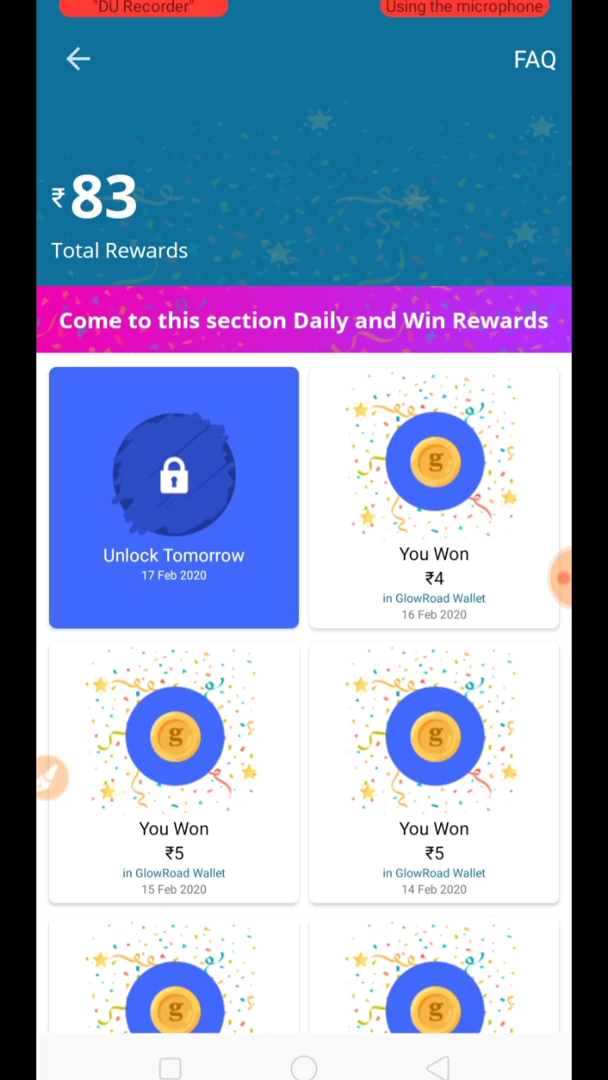 "DU Recorder"
Using the microphone
FAQ
₹83
Total Rewards
Come to this section Daily and Win Rewards
Unlock Tomorrow
17 Feb 2020
g
You Won
₹4
in GlowRoad Wallet
16 Feb 2020
g
You Won
₹5
in GlowRoad Wallet
15 Feb 2020
g
You Won
₹5
in GlowRoad Wallet
14 Feb 2020
g
g